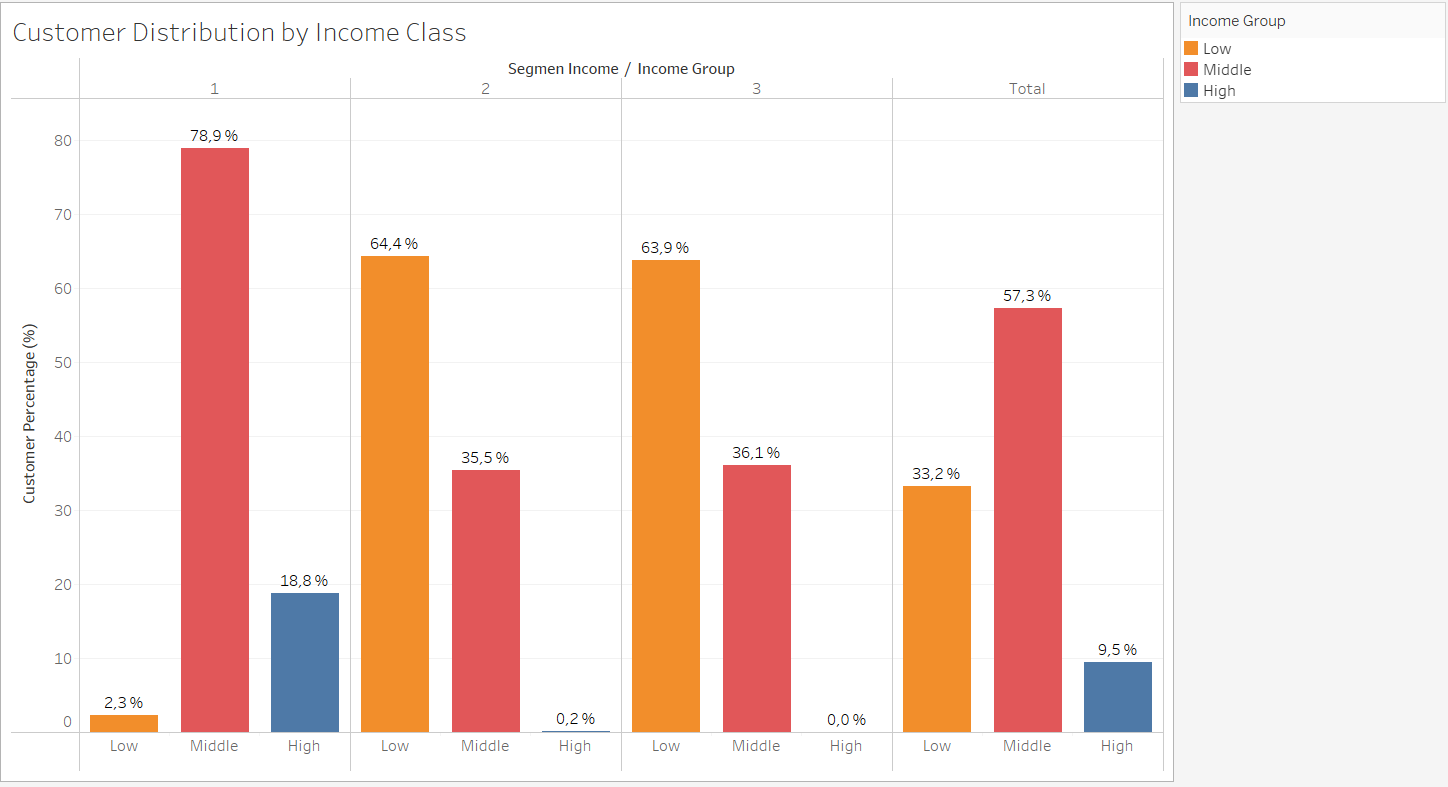 Customer Distribution by Income Class
Segmen Income / Income Group
1 2 3 Total
Customer Percentage (%)
80
70
60
50
40
30
20
10
0
2,3 %
78,9 %
18,8 %
64,4 %
35,5 %
0,2 %
63,9 %
36,1 %
0,0 %
33,2 %
57,3 %
9,5 %
Low Middle High Low Middle High Low Middle High Low Middle High
Income Group
Low
Middle
High